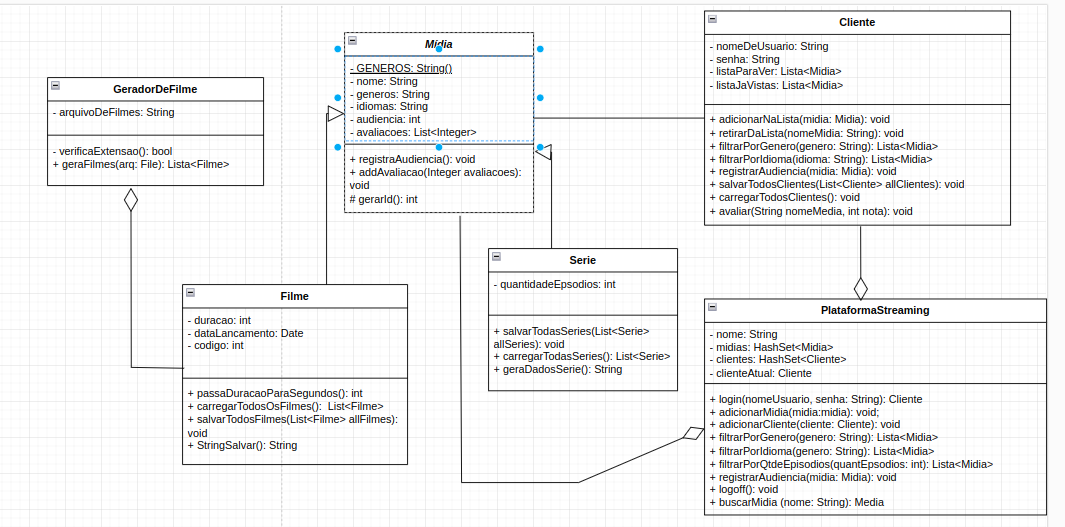 GeradorDeFilme
- arquivoDeFilmes: String
- verificaExtensao(): bool
+ geraFilmes(arq: File): Lista<Filme>
Mídia
- GENEROS: String()
- nome: String
- generos: String
- idiomas: String
- audiencia: int
- avaliacoes: List<Integer>
+ registraAudiencia(): void
+ addAvaliacao(Integer avaliacoes):
void
# gerarId(): int
Cliente
- nomeDeUsuario: String
- senha: String
- listaParaVer: Lista<Midia>
- listaJaVistas: Lista<Midia>
+ adicionarNaLista(midia: Midia): void
+ retirarDaLista(nomeMidia: String): void
+ filtrarPorGenero(genero: String): Lista<Midia>
+ filtrarPorIdioma(idioma: String): Lista<Midia>
+ registrarAudiencia(midia: Midia): void
+ salvarTodosClientes(List<Cliente> allClientes): void
+ carregarTodosClientes(): void
+ avaliar(String nomeMedia, int nota): void
Filme
- duracao: int
- dataLancamento: Date
- codigo: int
+ passaDuracaoParaSegundos(): int
+ carregarTodosOsFilmes():  List<Filme>
+ salvarTodosFilmes(List<Filme> allFilmes):
void
+ StringSalvar(): String
Serie
- quantidadeEpsodios: int
+ salvarTodasSeries(List<Serie>
allSeries): void
+ carregarTodasSeries(): List<Serie>
+ geraDadosSerie(): String
PlataformaStreaming
- nome: String
- midias: HashSet<Midia>
- clientes: HashSet<Cliente>
- clienteAtual: Cliente
+ login(nomeUsuario, senha: String): Cliente
+ adicionarMidia(midia:midia): void;
+ adicionarCliente(cliente: Cliente): void
+ filtrarPorGenero(genero: String): Lista<Midia>
+ filtrarPorIdioma(genero: String): Lista<Midia>
+ filtrarPorQtdeEpisodios(quantEpsodios: int): Lista<Midia>
+ registrarAudiencia(midia: Midia): void
+ logoff(): void
+ buscarMidia (nome: String): Media